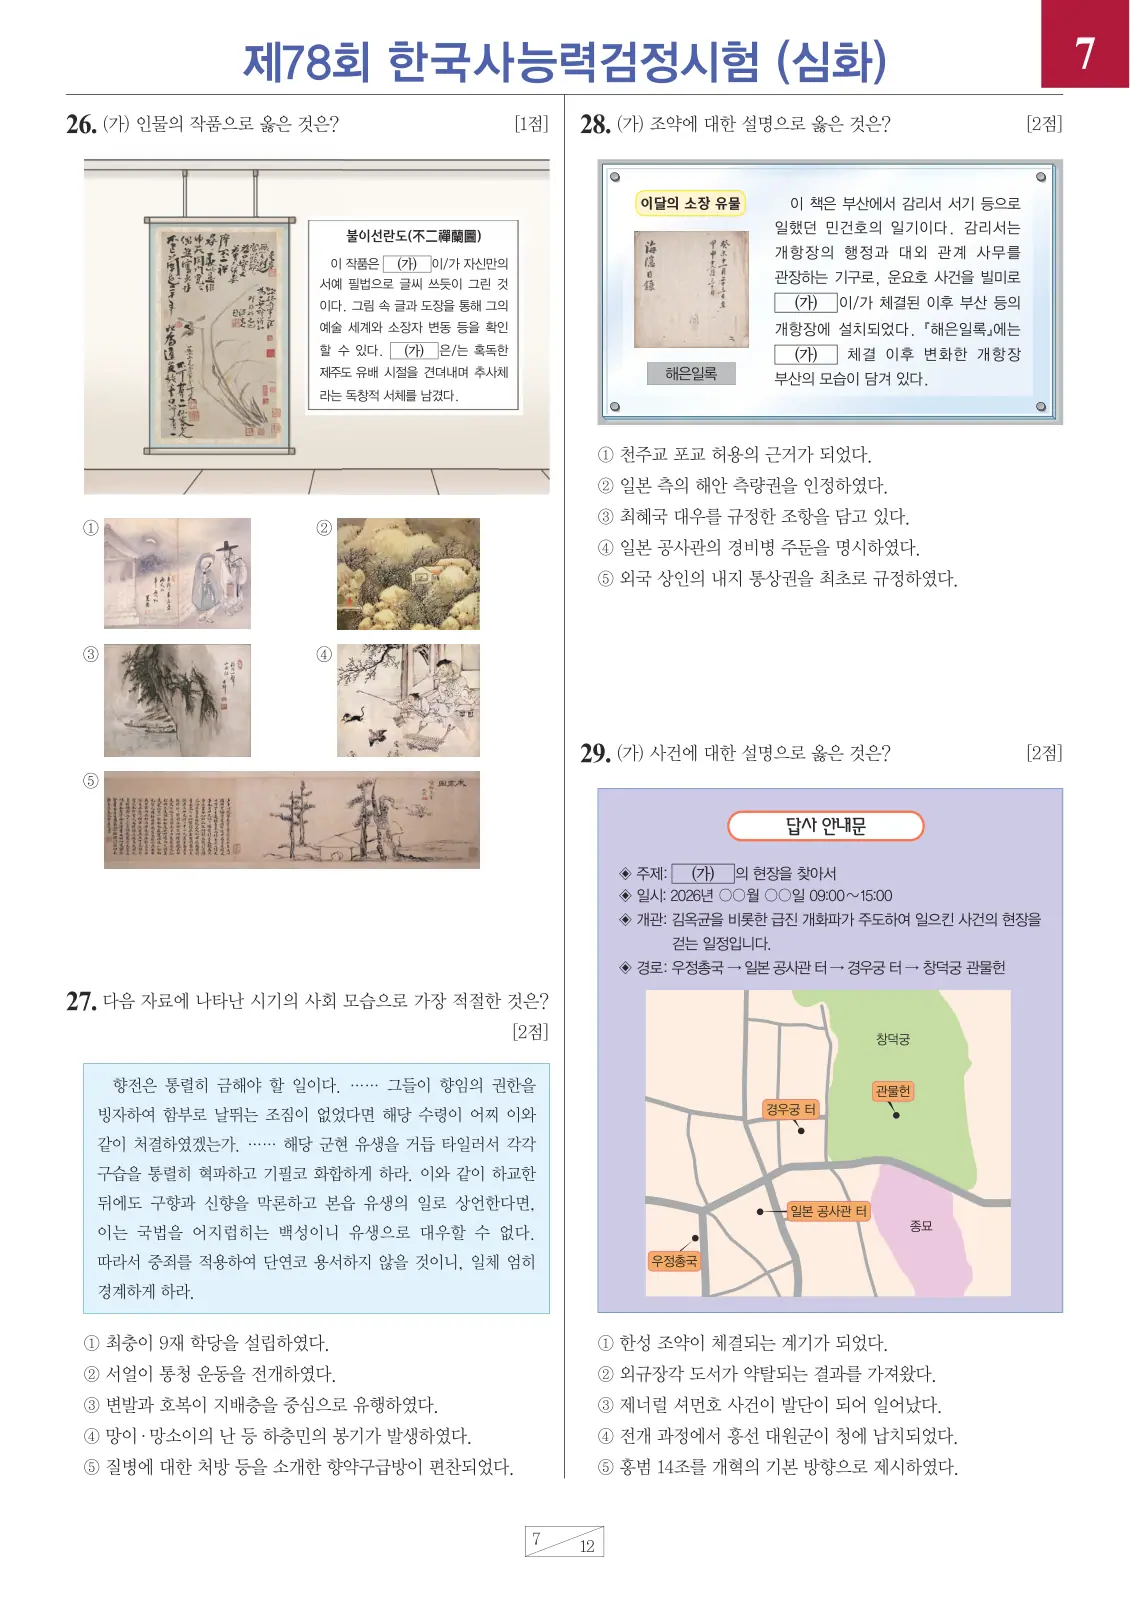 제78회 한국사능력검정시험 (심화)
7
26. (가) 인물의 작품으로 옳은 것은? [1점]
불이선란도(不二禪蘭圖)
이 작품은 (가) 이/가 자신만의
서예 필법으로 글씨 쓰듯이 그린 것
이다. 그림 속 글과 도장을 통해 그의
예술 세계와 소장자 변동 등을 확인
할 수 있다. (가) 은/는 혹독한
제주도 유배 시절을 견뎌내며 추사체
라는 독창적 서체를 남겼다.
①
②
③
④
⑤
27. 다음 자료에 나타난 시기의 사회 모습으로 가장 적절한 것은?
[2점]
향전은 통렬히 금해야 할 일이다. …… 그들이 향임의 권한을
빙자하여 함부로 날뛰는 조짐이 없었다면 해당 수령이 어찌 이와
같이 처결하였겠는가. …… 해당 군현 유생을 거듭 타일러서 각각
구습을 통렬히 혁파하고 기필코 화합하게 하라. 이와 같이 하교한
뒤에도 구향과 신향을 막론하고 본읍 유생의 일로 상언한다면,
이는 국법을 어지럽히는 백성이니 유생으로 대우할 수 없다.
따라서 중죄를 적용하여 단연코 용서하지 않을 것이니, 일체 엄히
경계하게 하라.
① 최충이 9재 학당을 설립하였다.
② 서얼이 통청 운동을 전개하였다.
③ 변발과 호복이 지배층을 중심으로 유행하였다.
④ 망이·망소이의 난 등 하층민의 봉기가 발생하였다.
⑤ 질병에 대한 처방 등을 소개한 향약구급방이 편찬되었다.
28. (가) 조약에 대한 설명으로 옳은 것은? [2점]
이달의 소장 유물
海隱日錄
해은일록
이 책은 부산에서 감리서 서기 등으로
일했던 민건호의 일기이다. 감리서는
개항장의 행정과 대외 관계 사무를
관장하는 기구로, 운요호 사건을 빌미로
(가) 이/가 체결된 이후 부산 등의
개항장에 설치되었다. 『해은일록』에는
(가) 체결 이후 변화한 개항장
부산의 모습이 담겨 있다.
① 천주교 포교 허용의 근거가 되었다.
② 일본 측의 해안 측량권을 인정하였다.
③ 최혜국 대우를 규정한 조항을 담고 있다.
④ 일본 공사관의 경비병 주둔을 명시하였다.
⑤ 외국 상인의 내지 통상권을 최초로 규정하였다.
29. (가) 사건에 대한 설명으로 옳은 것은? [2점]
답사 안내문
◈ 주제: (가) 의 현장을 찾아서
◈ 일시: 2026년 ○○월 ○○일 09:00～15:00
◈ 개관: 김옥균을 비롯한 급진 개화파가 주도하여 일으킨 사건의 현장을
걷는 일정입니다.
◈ 경로: 우정총국 → 일본 공사관 터 → 경우궁 터 → 창덕궁 관물헌
창덕궁
관물헌
경우궁 터
일본 공사관 터
종묘
우정총국
① 한성 조약이 체결되는 계기가 되었다.
② 외규장각 도서가 약탈되는 결과를 가져왔다.
③ 제너럴 셔먼호 사건이 발단이 되어 일어났다.
④ 전개 과정에서 흥선 대원군이 청에 납치되었다.
⑤ 홍범 14조를 개혁의 기본 방향으로 제시하였다.
7
12